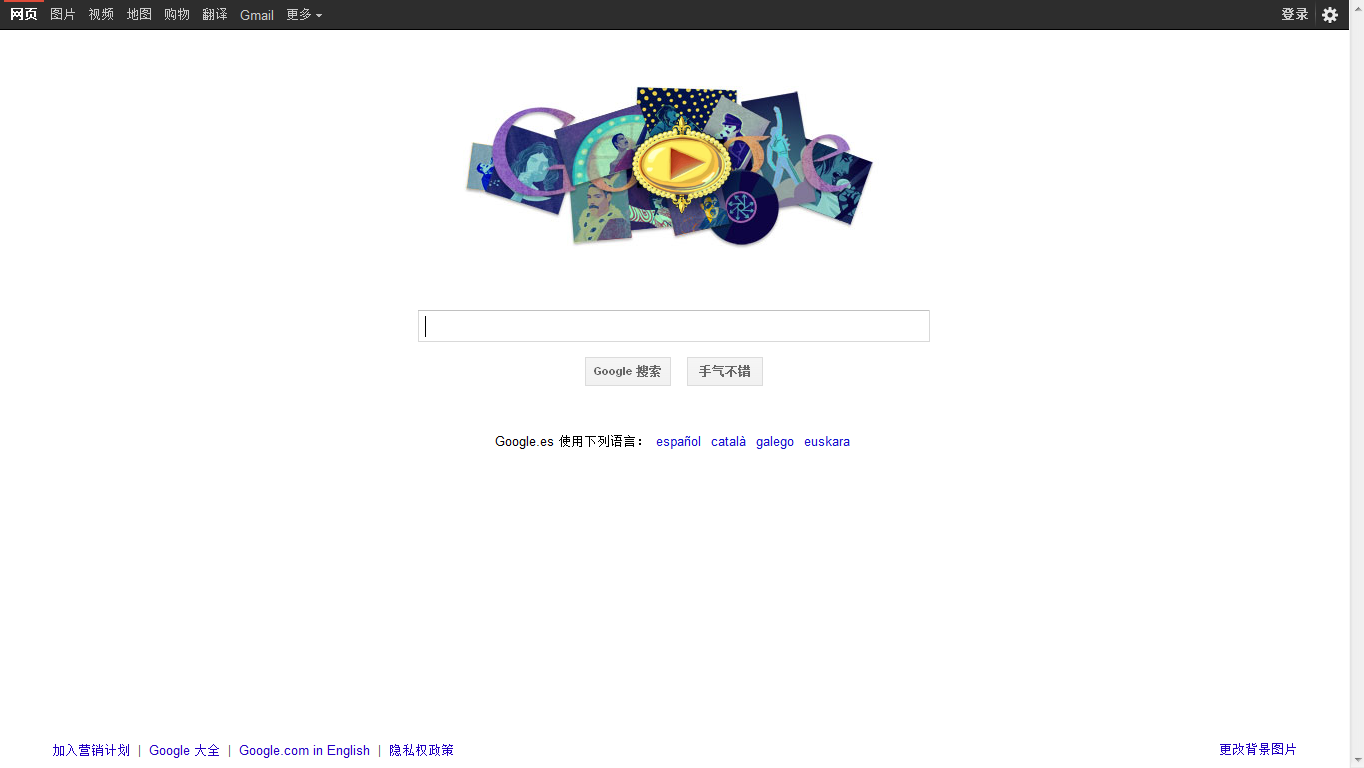 网页 图片 视频 地图 购物 翻译 Gmail 更多 登录
Google
Google 搜索 手气不错
Google.es 使用下列语言： español català galego euskara
加入营销计划 | Google 大全 | Google.com in English | 隐私权政策 更改背景图片